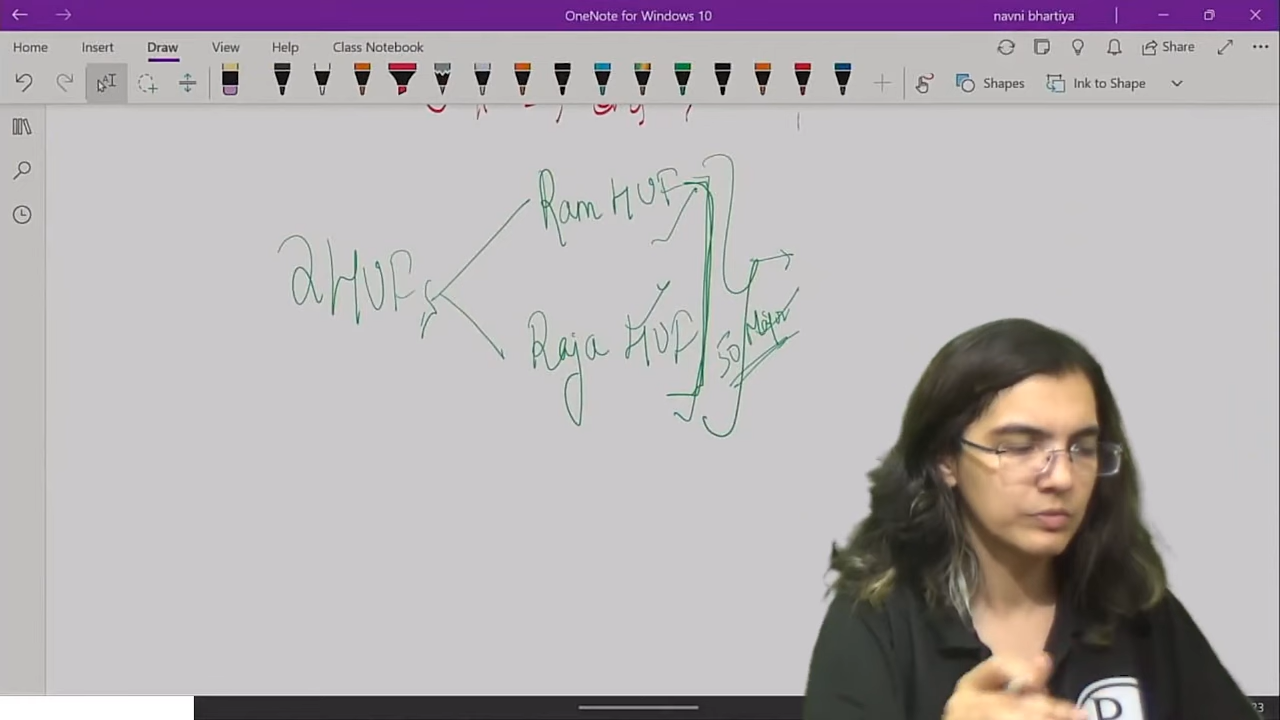 OneNote for Windows 10
navni bhartiya
Home Insert Draw View Help Class Notebook
Share
Shapes Ink to Shape
Ram HUF
2 HUFs
Raja HUF
50 Major
23